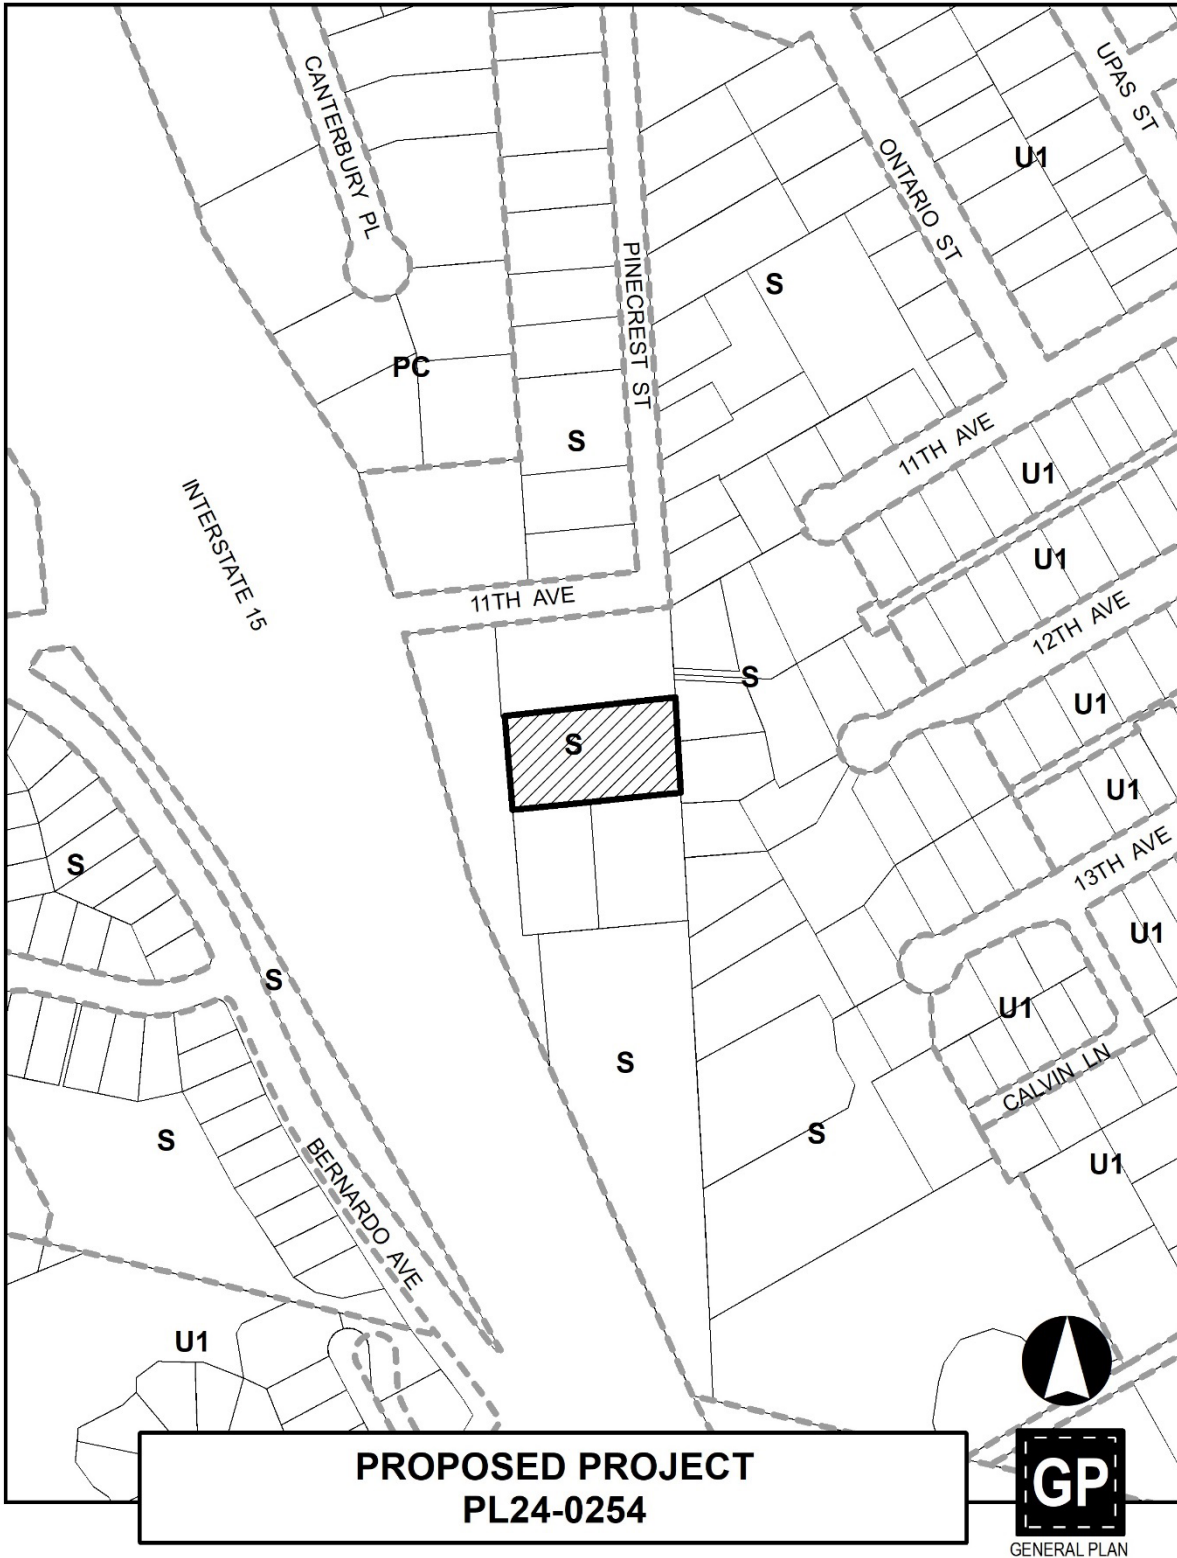 CANTERBURY PL
UPAS ST
U1
ONTARIO ST
PINECREST ST
S
PC
S
11TH AVE
U1
INTERSTATE 15
U1
11TH AVE
12TH AVE
S
U1
S
U1
13TH AVE
S
U1
S
U1
S
CALVIN LN
S
S
U1
BERNARDO AVE
U1
PROPOSED PROJECT
PL24-0254
GP
GENERAL PLAN